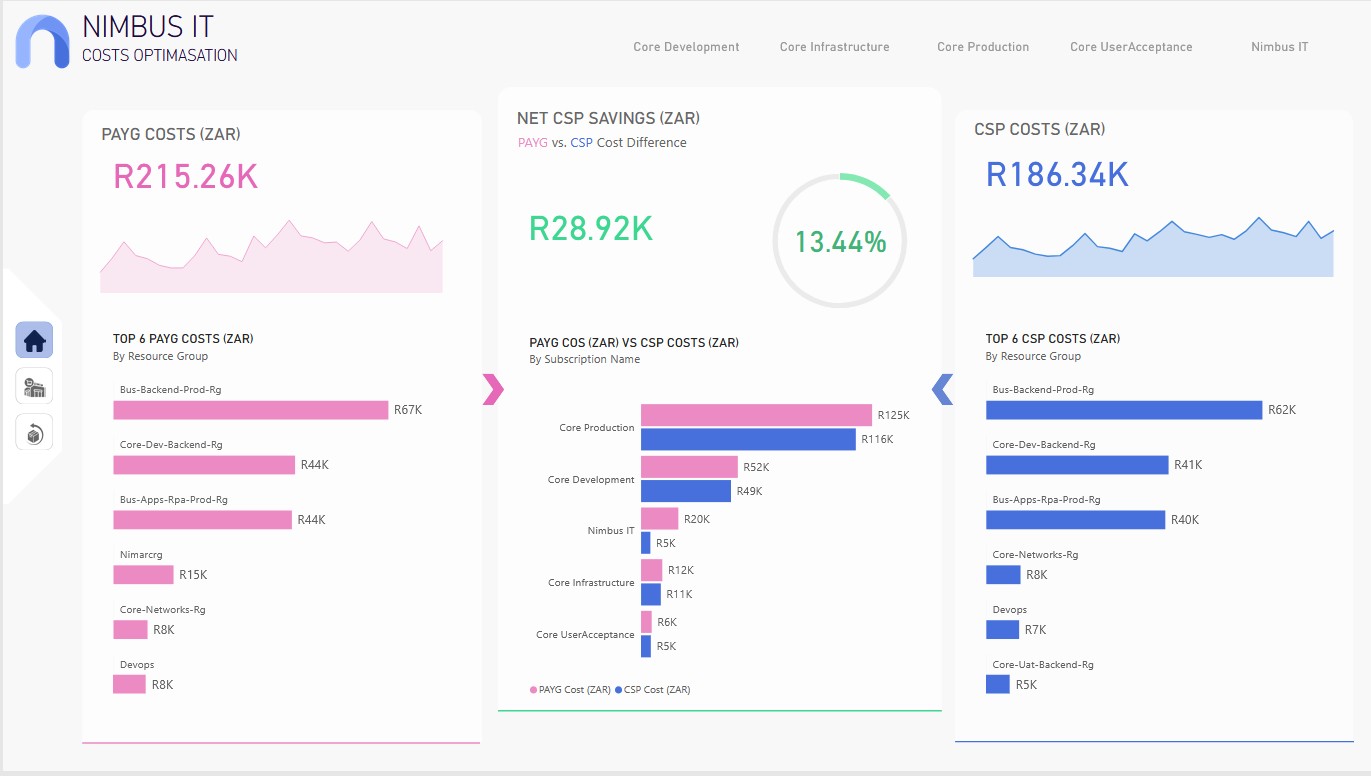 NIMBUS IT
COSTS OPTIMASATION
Core Development
Core Infrastructure
Core Production
Core UserAcceptance
Nimbus IT
PAYG COSTS (ZAR)
R215.26K
TOP 6 PAYG COSTS (ZAR)
By Resource Group
Bus-Backend-Prod-Rg
R67K
Core-Dev-Backend-Rg
R44K
Bus-Apps-Rpa-Prod-Rg
R44K
Nimarcrg
R15K
Core-Networks-Rg
R8K
Devops
R8K
NET CSP SAVINGS (ZAR)
PAYG vs. CSP Cost Difference
R28.92K
13.44%
PAYG COS (ZAR) VS CSP COSTS (ZAR)
By Subscription Name
Core Production
R125K
R116K
Core Development
R52K
R49K
Nimbus IT
R20K
R5K
Core Infrastructure
R12K
R11K
Core UserAcceptance
R6K
R5K
PAYG Cost (ZAR) CSP Cost (ZAR)
CSP COSTS (ZAR)
R186.34K
TOP 6 CSP COSTS (ZAR)
By Resource Group
Bus-Backend-Prod-Rg
R62K
Core-Dev-Backend-Rg
R41K
Bus-Apps-Rpa-Prod-Rg
R40K
Core-Networks-Rg
R8K
Devops
R7K
Core-Uat-Backend-Rg
R5K